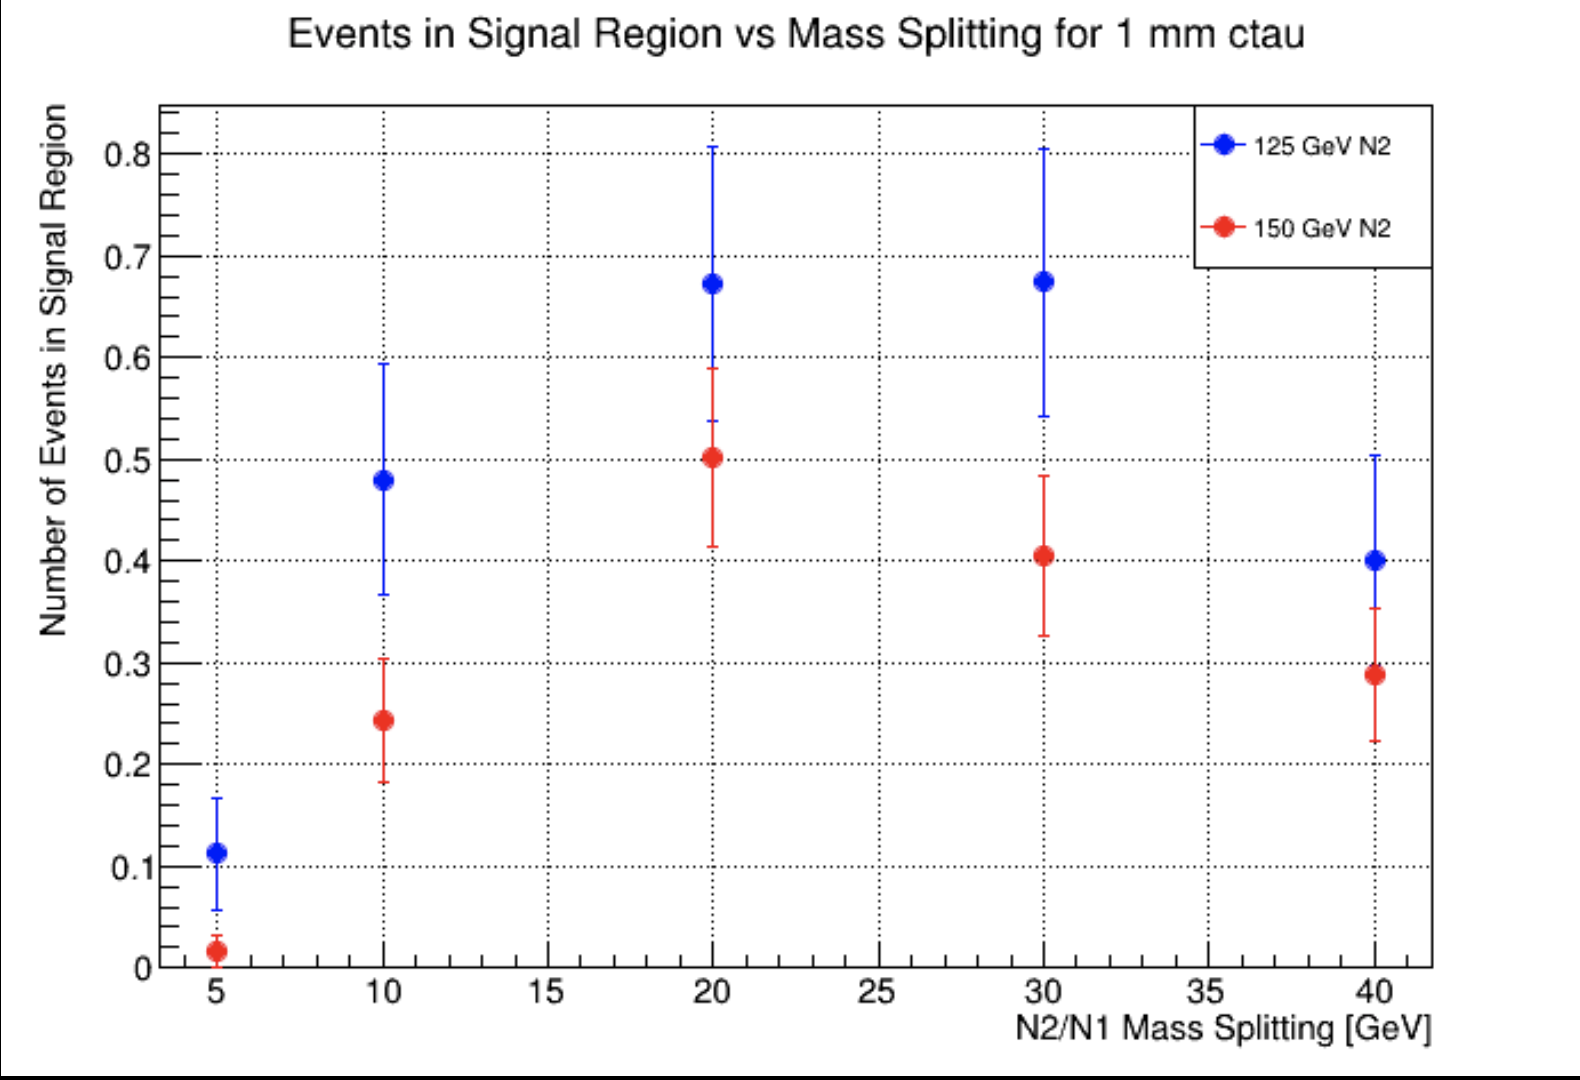 Events in Signal Region vs Mass Splitting for 1 mm ctau
Number of Events in Signal Region
0.8
0.7
0.6
0.5
0.4
0.3
0.2
0.1
0
125 GeV N2
150 GeV N2
5 10 15 20 25 30 35 40
N2/N1 Mass Splitting [GeV]